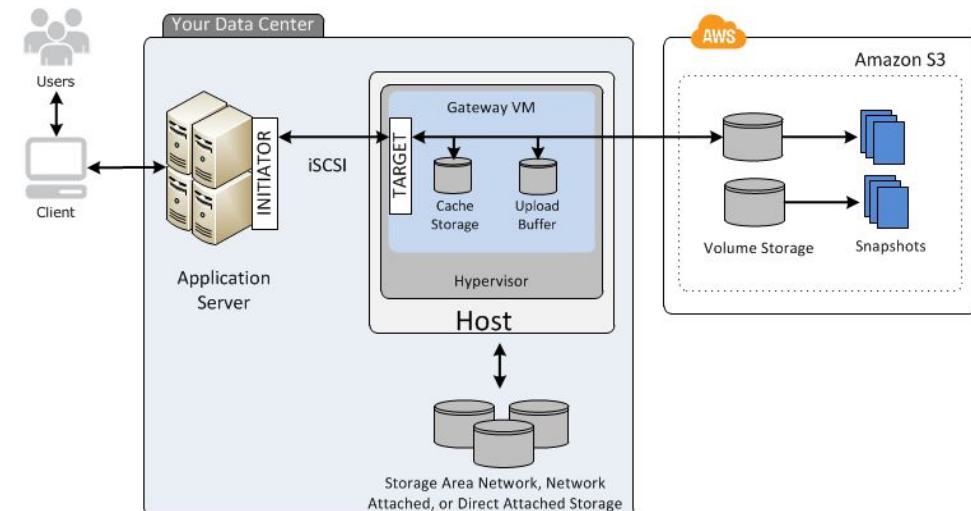 Your Data Center
AWS
Amazon S3
Users
Client
INITIATOR
iSCSI
TARGET
Gateway VM
Cache
Storage
Upload
Buffer
Hypervisor
Host
Application
Server
Volume Storage
Snapshots
Storage Area Network, Network
Attached, or Direct Attached Storage